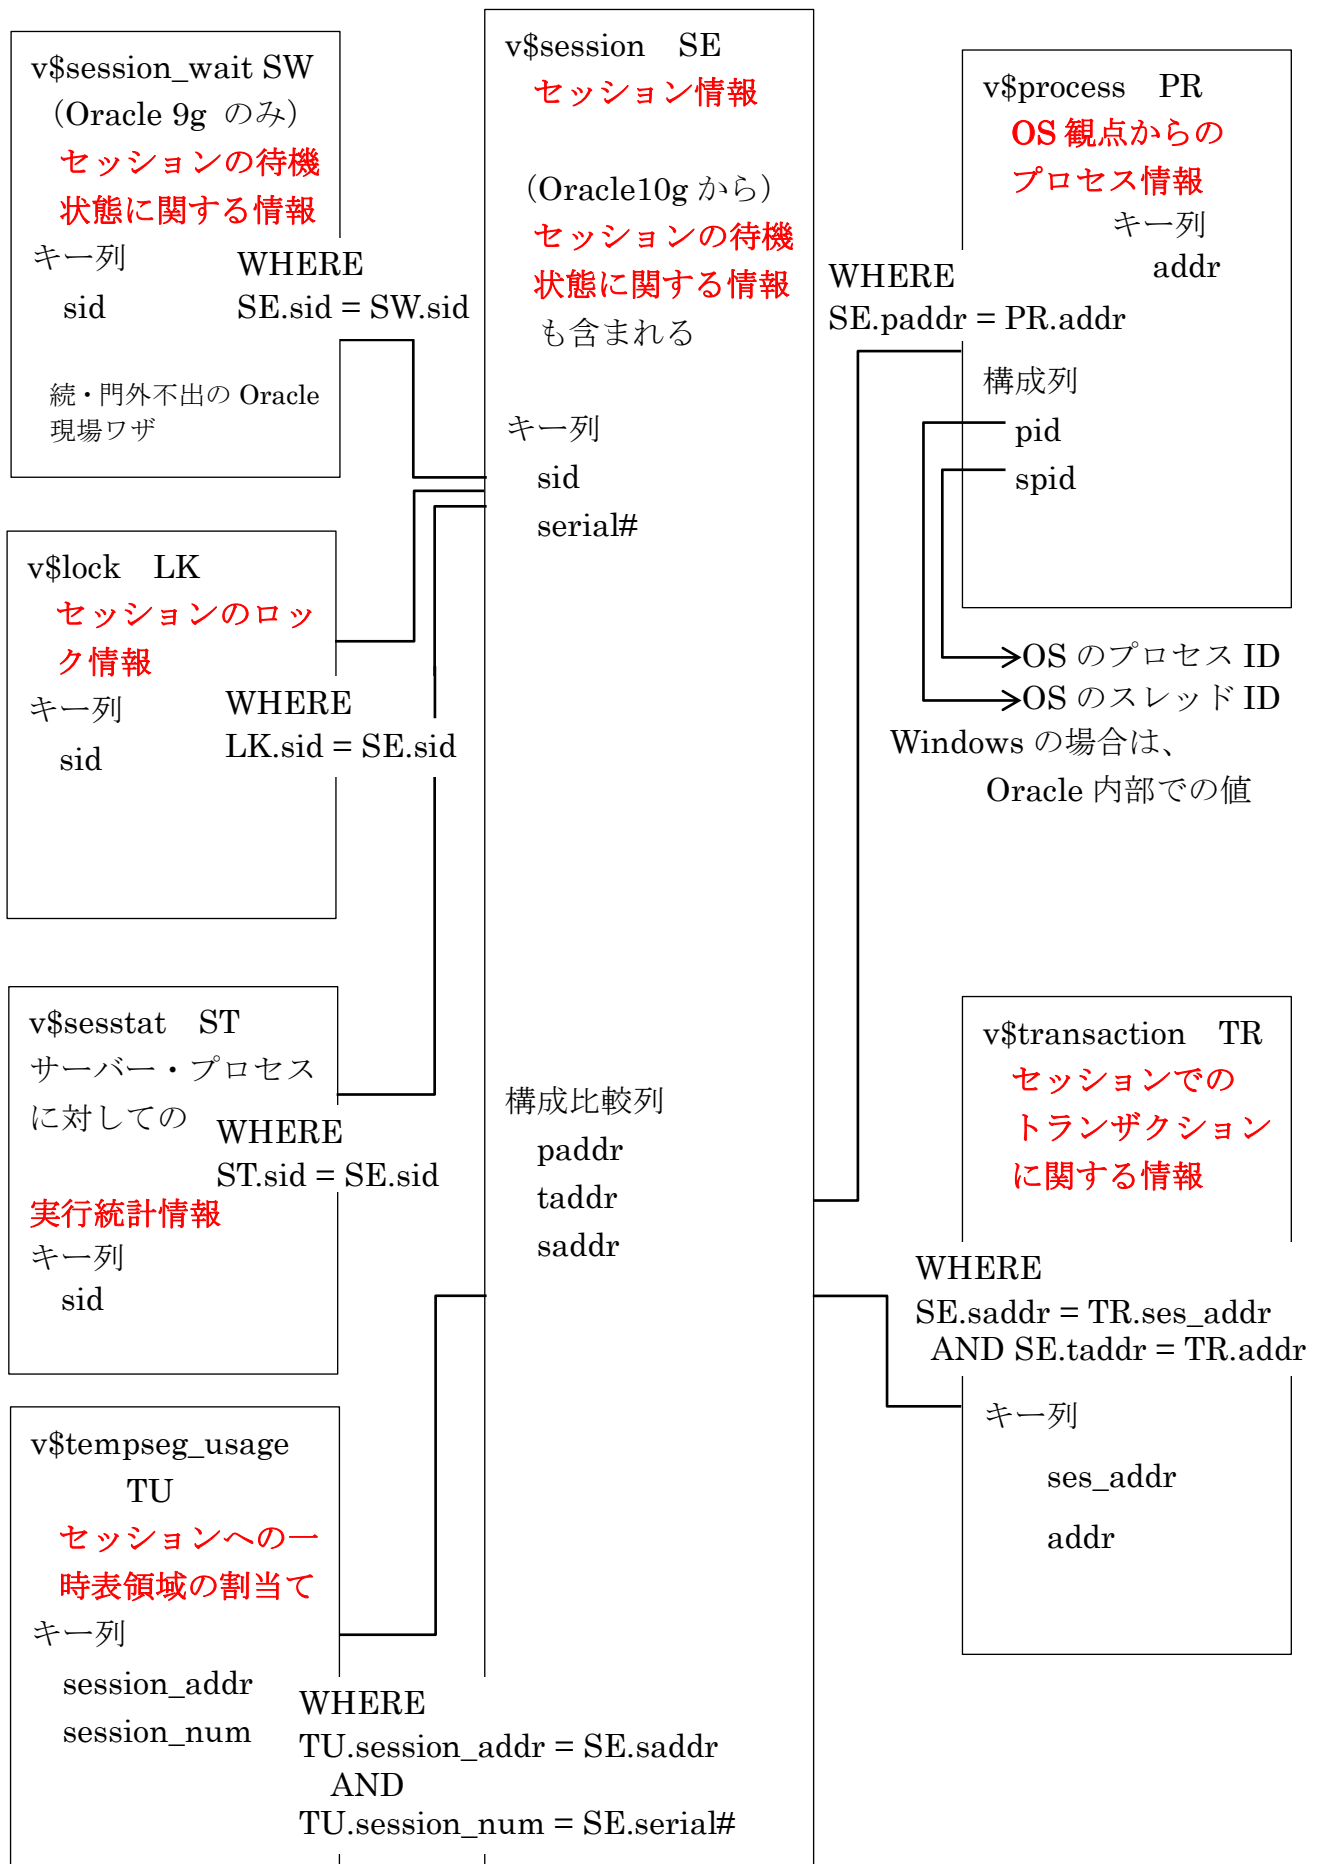 v$session_wait SW
（Oracle 9g のみ）
セッションの待機
状態に関する情報
キー列
sid
WHERE
SE.sid = SW.sid
続・門外不出の Oracle
現場ワザ
v$lock LK
セッションのロッ
ク情報
キー列
sid
WHERE
LK.sid = SE.sid
v$sesstat ST
サーバー・プロセス
に対しての
実行統計情報
キー列
sid
WHERE
ST.sid = SE.sid
v$tempseg_usage
TU
セッションへの一
時表領域の割当て
キー列
session_addr
session_num
WHERE
TU.session_addr = SE.saddr
AND
TU.session_num = SE.serial#
v$session SE
セッション情報
（Oracle10g から）
セッションの待機
状態に関する情報
も含まれる
キー列
sid
serial#
構成比較列
paddr
taddr
saddr
v$process PR
OS 観点からの
プロセス情報
キー列
addr
WHERE
SE.paddr = PR.addr
構成列
pid
spid
OS のプロセス ID
OS のスレッド ID
Windows の場合は、
Oracle 内部での値
v$transaction TR
セッションでの
トランザクション
に関する情報
WHERE
SE.saddr = TR.ses_addr
AND SE.taddr = TR.addr
キー列
ses_addr
addr